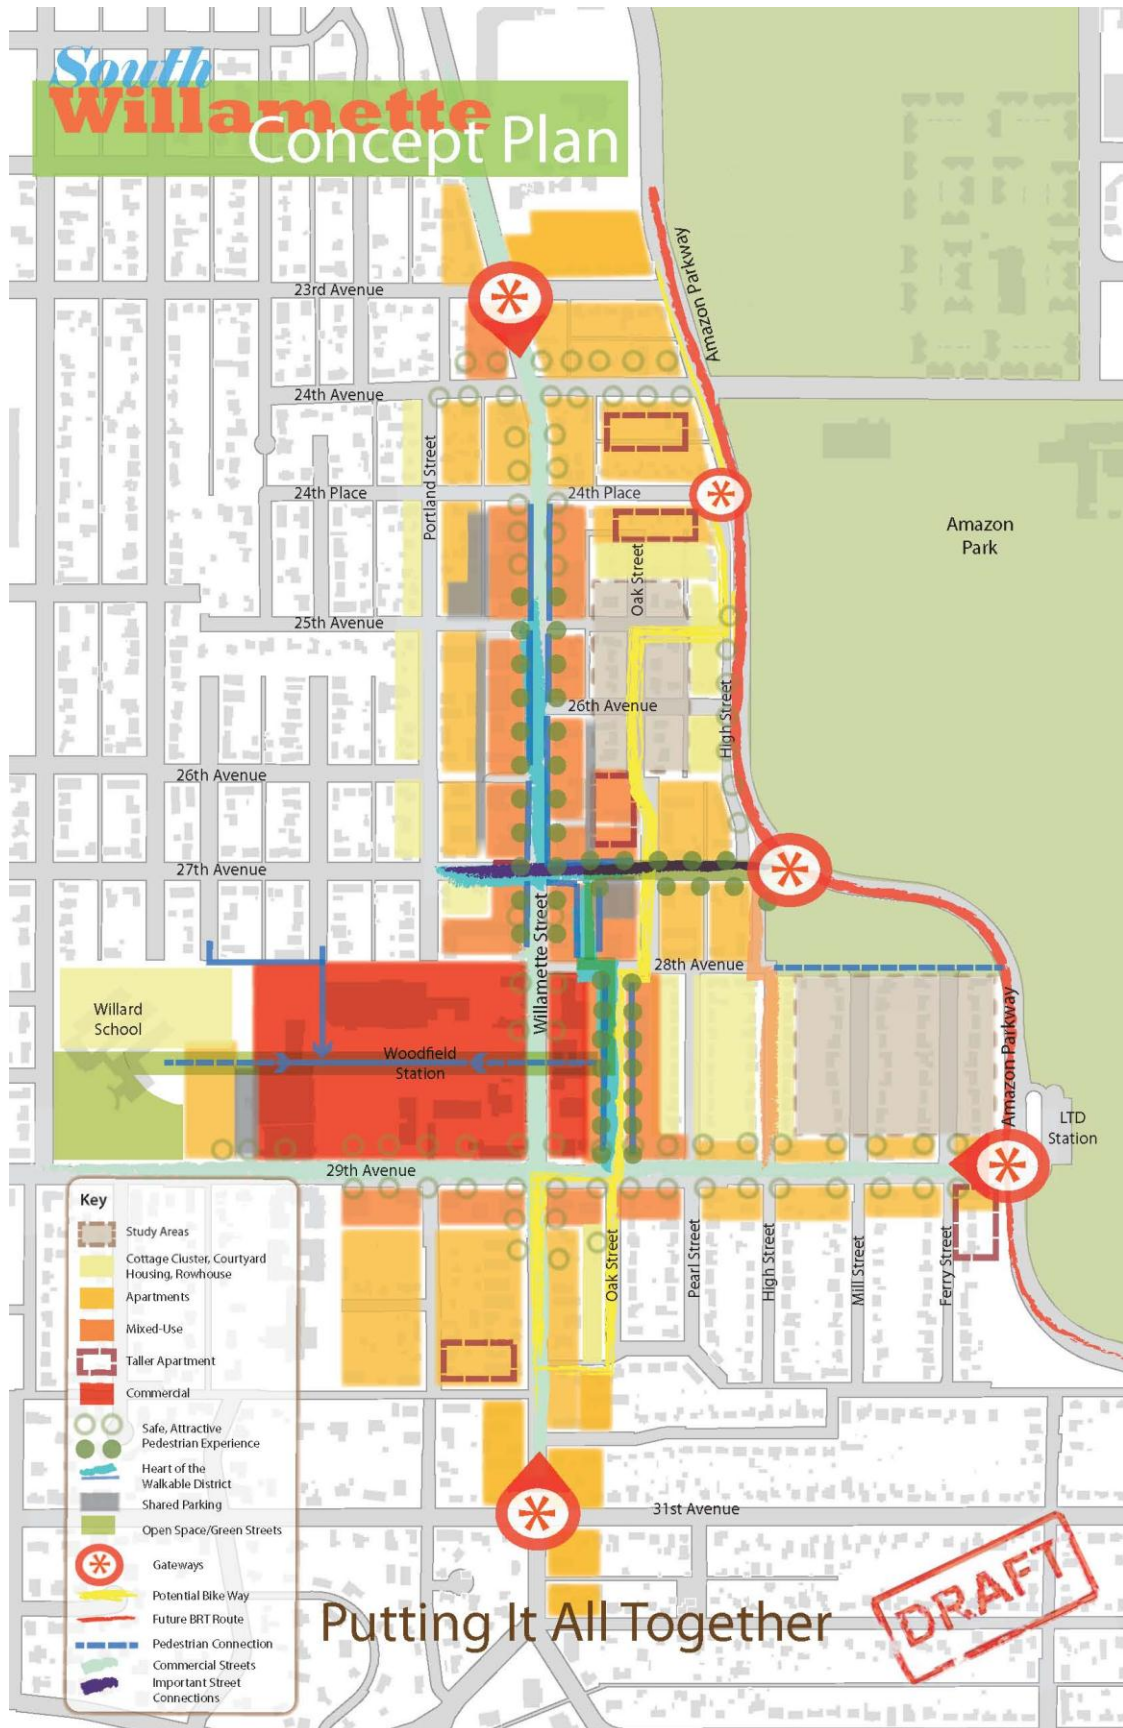 South
Willamette
Concept Plan
Amazon Parkway
23rd Avenue
24th Avenue
Portland Street
24th Place
24th Place
Amazon
Park
Oak Street
25th Avenue
26th Avenue
High Street
26th Avenue
27th Avenue
Willamette Street
28th Avenue
Willard
School
Woodfield
Station
Amazon Parkway
LTD
Station
29th Avenue
Oak Street
Pearl Street
High Street
Mill Street
Ferry Street
31st Avenue
Key
Study Areas
Cottage Cluster, Courtyard
Housing, Rowhouse
Apartments
Mixed-Use
Taller Apartment
Commercial
Safe, Attractive
Pedestrian Experience
Heart of the
Walkable District
Shared Parking
Open Space/Green Streets
Gateways
Potential Bike Way
Future BRT Route
Pedestrian Connection
Commercial Streets
Important Street
Connections
Putting It All Together
DRAFT